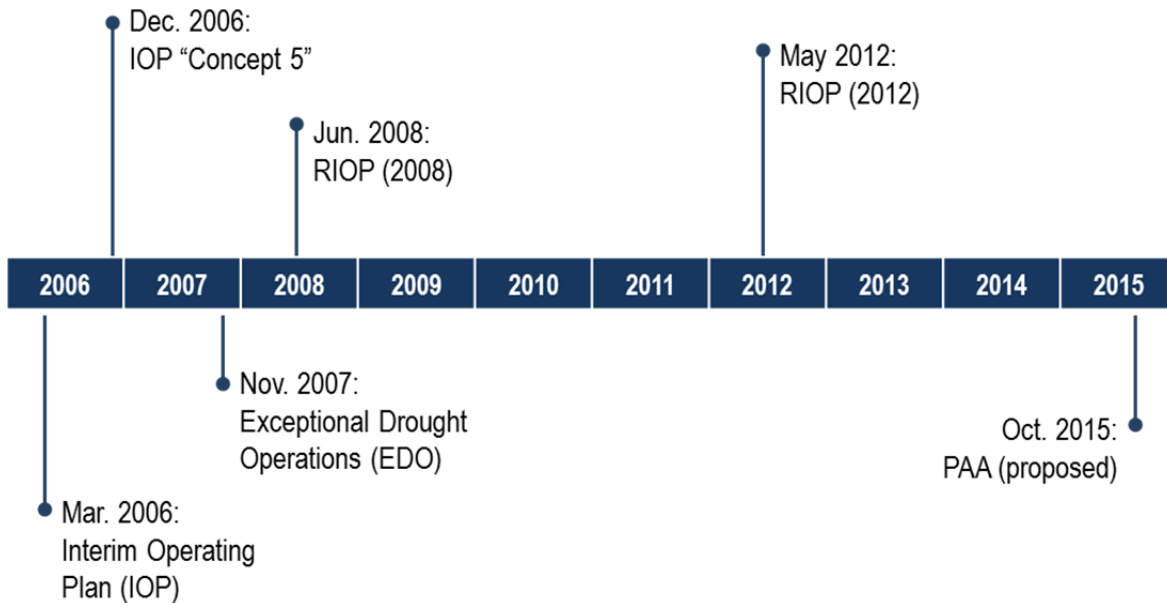 Dec. 2006:
IOP “Concept 5”
May 2012:
RIOP (2012)
Jun. 2008:
RIOP (2008)
2006 2007 2008 2009 2010 2011 2012 2013 2014 2015
Nov. 2007:
Exceptional Drought
Operations (EDO)
Oct. 2015:
PAA (proposed)
Mar. 2006:
Interim Operating
Plan (IOP)